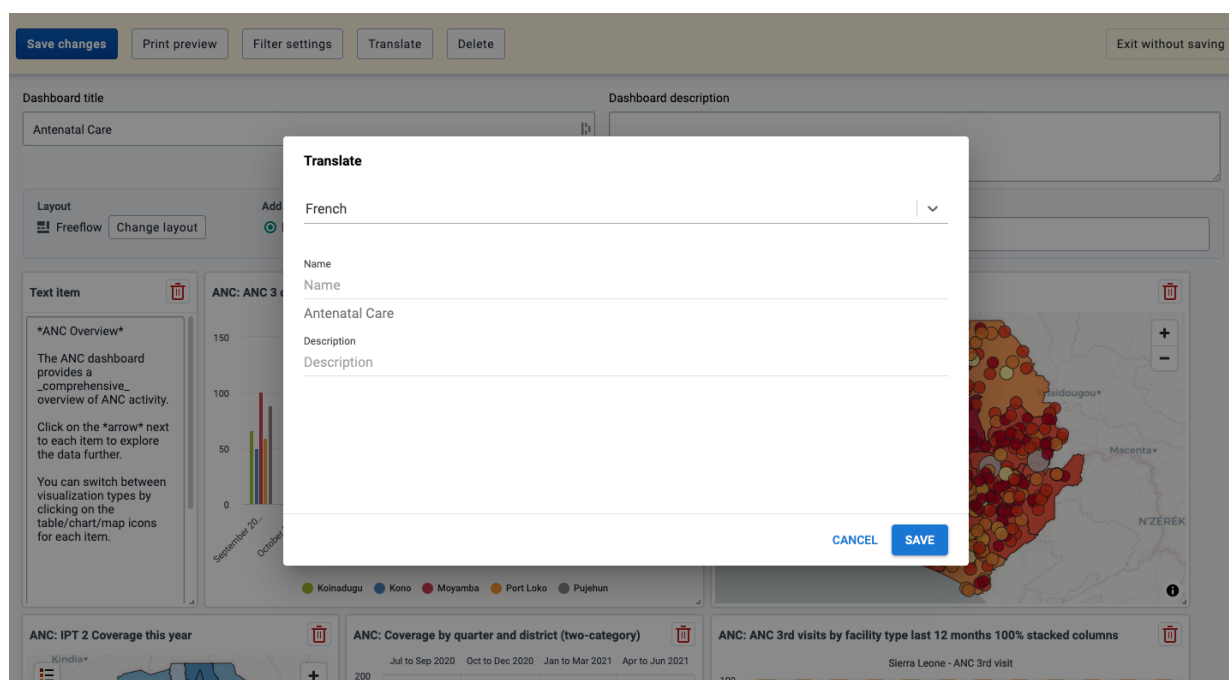 Save changes
Print preview
Filter settings
Translate
Delete
Exit without saving
Dashboard title
Dashboard description
Antenatal Care
Translate
French
Layout
Add
Freeflow
Change layout
Name
Name
Antenatal Care
Description
Description
CANCEL
SAVE
Text item
*ANC Overview*
The ANC dashboard
provides a
_comprehensive_
overview of ANC activity.
Click on the *arrow* next
to each item to explore
the data further.
You can switch between
visualization types by
clicking on the
table/chart/map icons
for each item.
ANC: ANC 3
150
100
50
0
September 20...
Koinadugu
Kono
Moyamba
Port Loko
Pujehun
+
−
Macenta
N'ZÉRÉK
ANC: IPT 2 Coverage this year
Kindia
+
ANC: Coverage by quarter and district (two-category)
Jul to Sep 2020
Oct to Dec 2020
Jan to Mar 2021
Apr to Jun 2021
200
ANC: ANC 3rd visits by facility type last 12 months 100% stacked columns
Sierra Leone - ANC 3rd visit
100